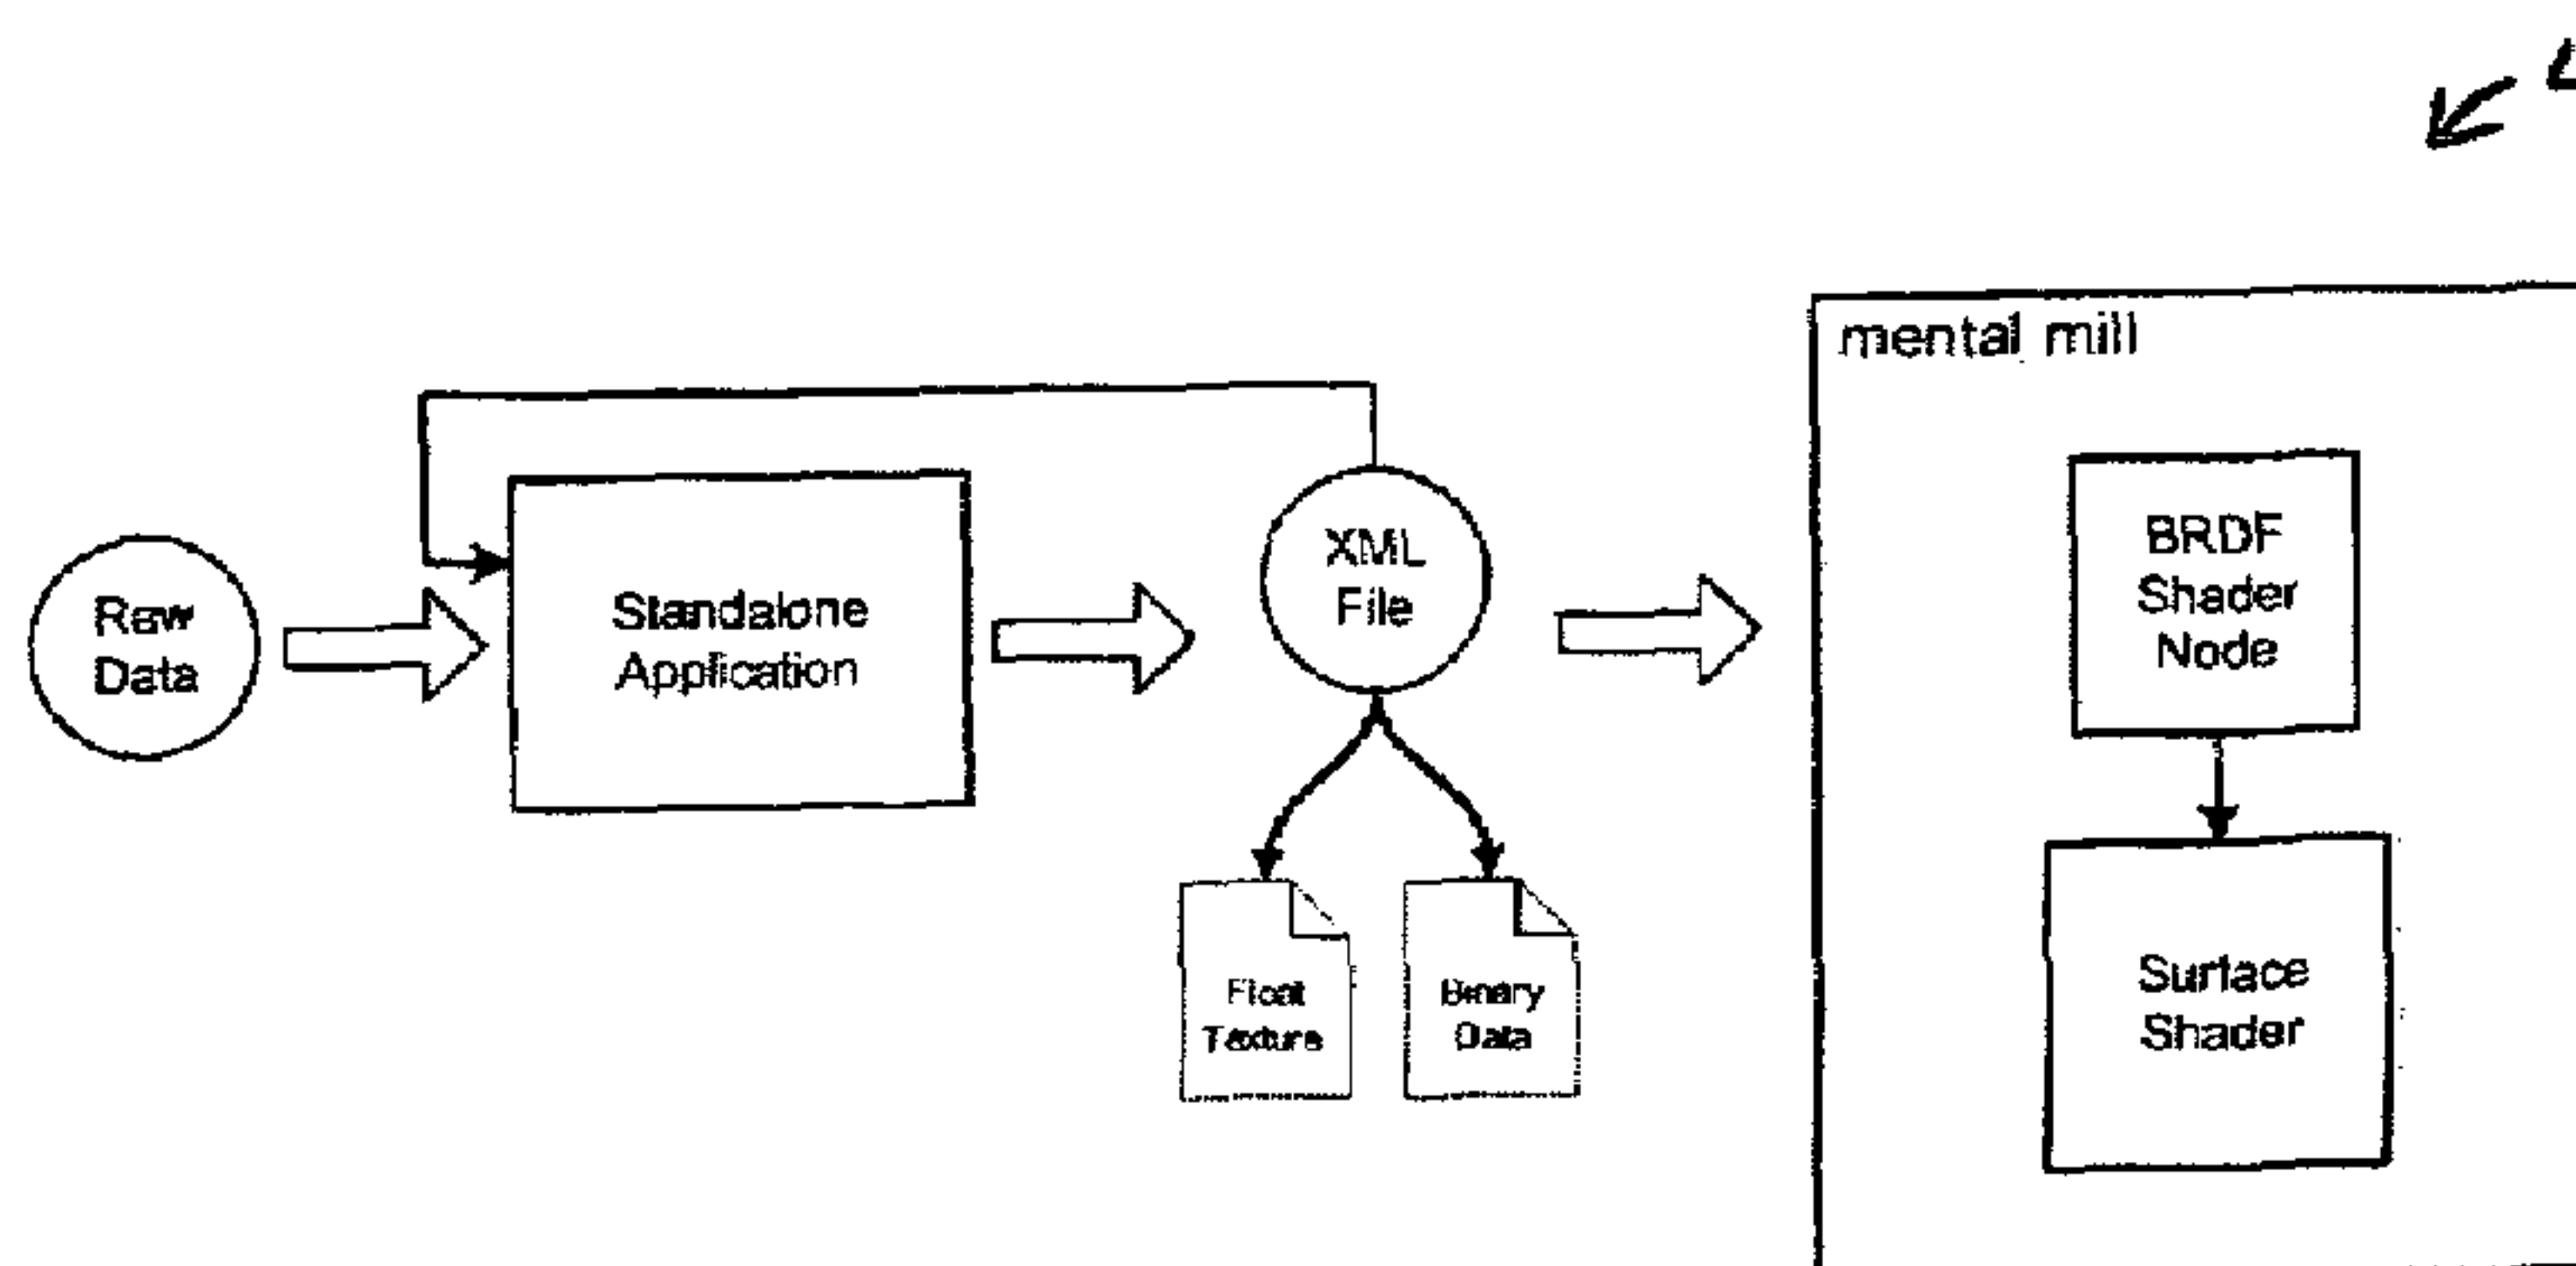 mental mill
Raw
Data
Standalone
Application
XML
File
BRDF
Shader
Node
Float
Texture
Binary
Data
Surface
Shader